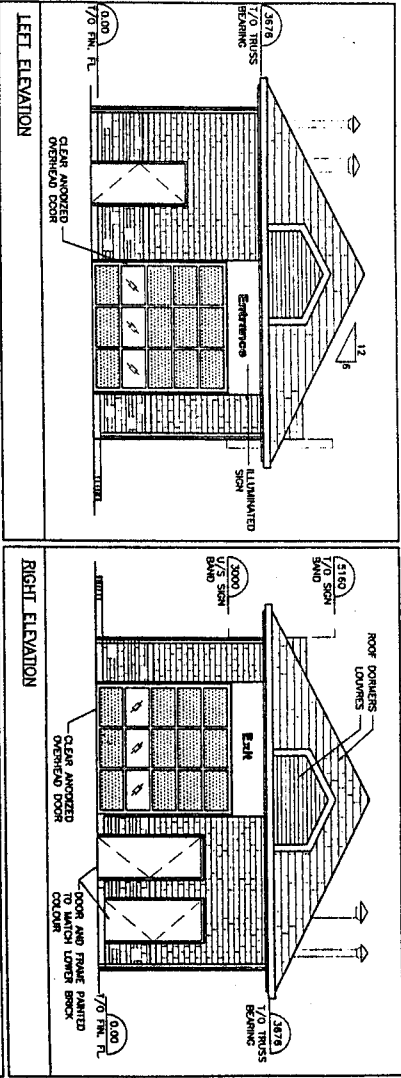 3676
T/O TRUSS
BEARING
0.00
T/O FIN. FL
12
6
Entrance
ILLUMINATED
SIGN
CLEAR ANODIZED
OVERHEAD DOOR
LEFT ELEVATION
5160
T/O SIGN
BAND
3000
U/S SIGN
BAND
ROOF DORMERS
LOUVRES
Exit
3676
T/O TRUSS
BEARING
0.00
T/O FIN. FL
CLEAR ANODIZED
OVERHEAD DOOR
DOOR AND FRAME PAINTED
TO MATCH LOWER BRICK
COLOUR
RIGHT ELEVATION